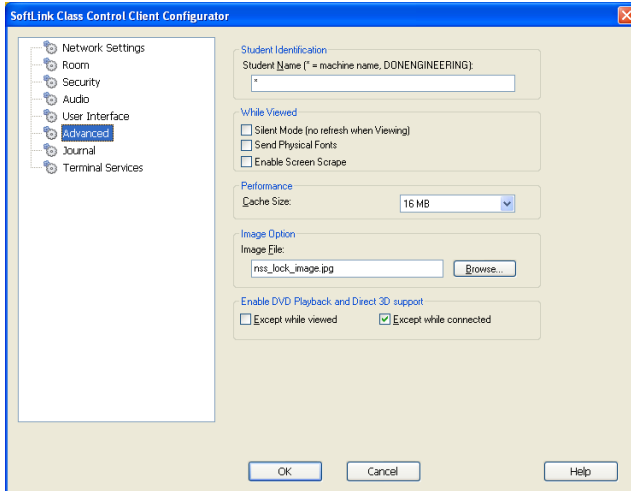 SoftLink Class Control Client Configurator
Network Settings
Room
Security
Audio
User Interface
Advanced
Journal
Terminal Services
Student Identification
Student Name (* = machine name, DONENGINEERING):
*
While Viewed
Silent Mode (no refresh when Viewing)
Send Physical Fonts
Enable Screen Scrape
Performance
Cache Size:
16 MB
Image Option
Image File:
nss_lock_image.jpg
Browse...
Enable DVD Playback and Direct 3D support
Except while viewed
Except while connected
OK
Cancel
Help